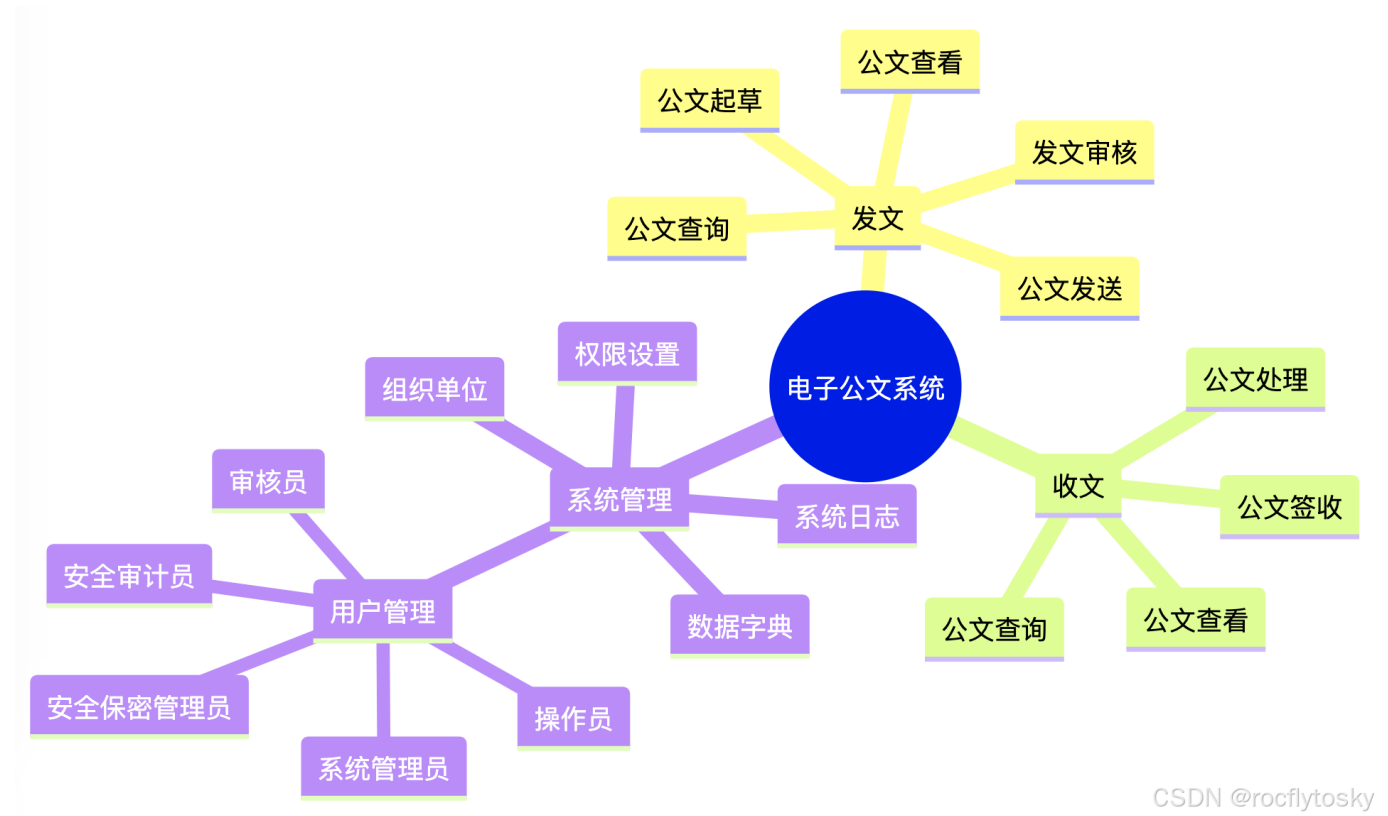 公文查看
公文起草
发文审核
发文
公文查询
公文发送
权限设置
组织单位
电子公文系统
公文处理
审核员
系统管理
系统日志
收文
公文签收
安全审计员
用户管理
数据字典
公文查询
公文查看
安全保密管理员
操作员
系统管理员
CSDN @rocflytosky